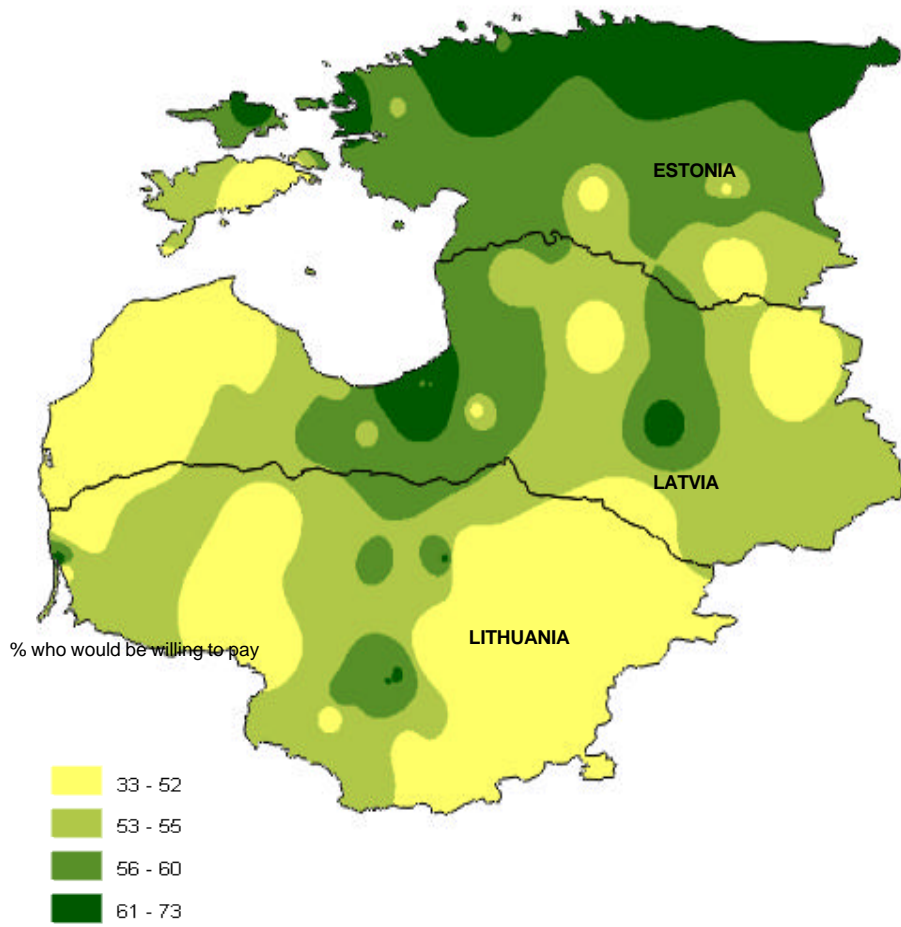 ESTONIA
LATVIA
LITHUANIA
% who would be willing to pay
33 - 52
53 - 55
56 - 60
61 - 73